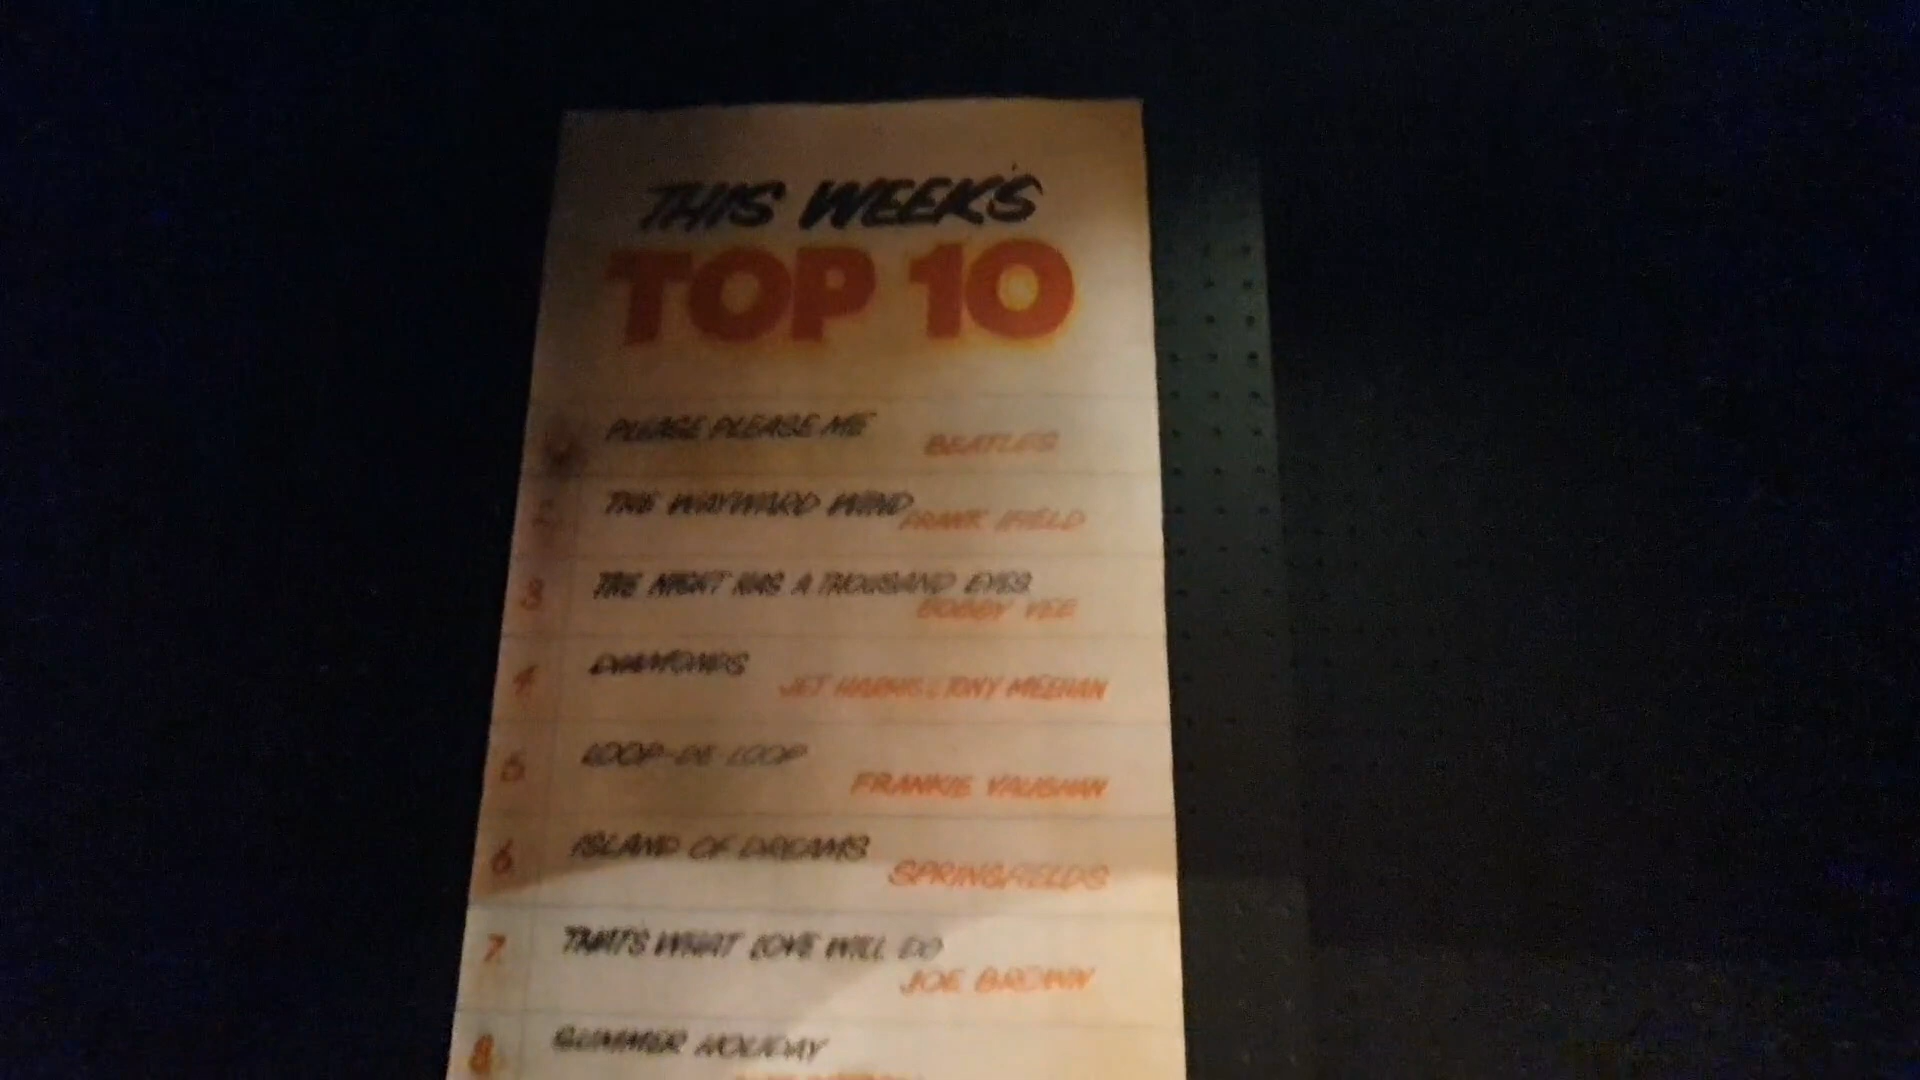 THIS WEEK'S
TOP 10
PLEASE PLEASE ME
BEATLES
2 THE WAYWARD WIND
FRANK IFIELD
3 THE NIGHT HAS A THOUSAND EYES
BOBBY VEE
4 DIAMONDS
JET HARRIS & TONY MEEHAN
5 LOOP-DE LOOP
FRANKIE VAUGHAN
6 ISLAND OF DREAMS
SPRINGFIELDS
7 THAT'S WHAT LOVE WILL DO
JOE BROWN
8 SUMMER HOLIDAY